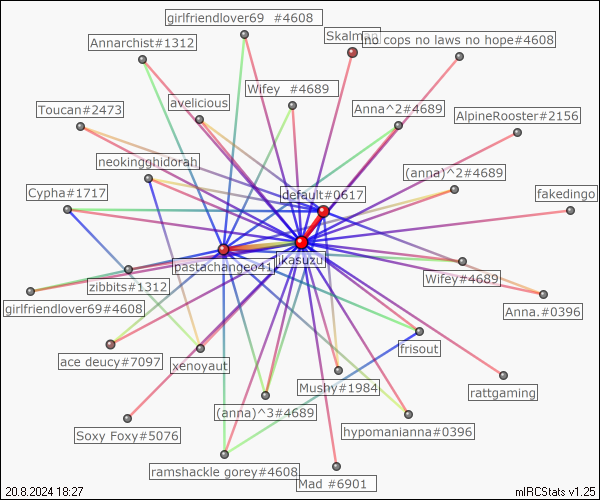 girlfriendlover69 #4608
Skalman
no cops no laws no hope#4608
Annarchist#1312
Wifey #4689
avelicious
Toucan#2473
Anna^2#4689
AlpineRooster#2156
neokingghidorah
(anna)^2#4689
Cypha#1717
default#0617
fakedingo
pastachangeo41
jkasuzu
Wifey#4689
zibbits#1312
girlfriendlover69#4608
Anna.#0396
ace deucy#7097
xenoyaut
frisout
Mushy#1984
rattgaming
(anna)^3#4689
Soxy Foxy#5076
hypomanianna#0396
ramshackle gorey#4608
Mad #6901
20.8.2024 18:27
mIRCStats v1.25